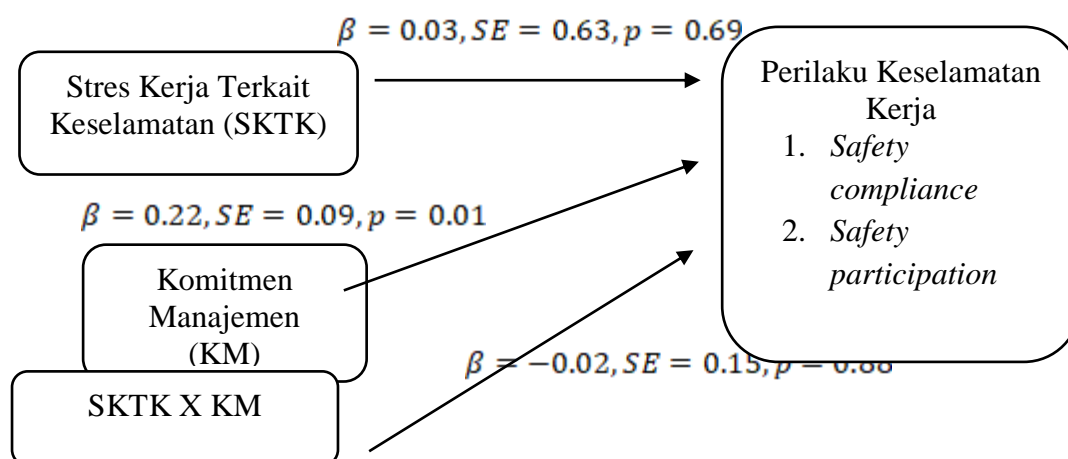 β = 0.03, SE = 0.63, p = 0.69
Stres Kerja Terkait
Keselamatan (SKTK)
Perilaku Keselamatan
Kerja
1. Safety
compliance
2. Safety
participation
β = 0.22, SE = 0.09, p = 0.01
Komitmen
Manajemen
(KM)
β = −0.02, SE = 0.15, p = 0.88
SKTK X KM